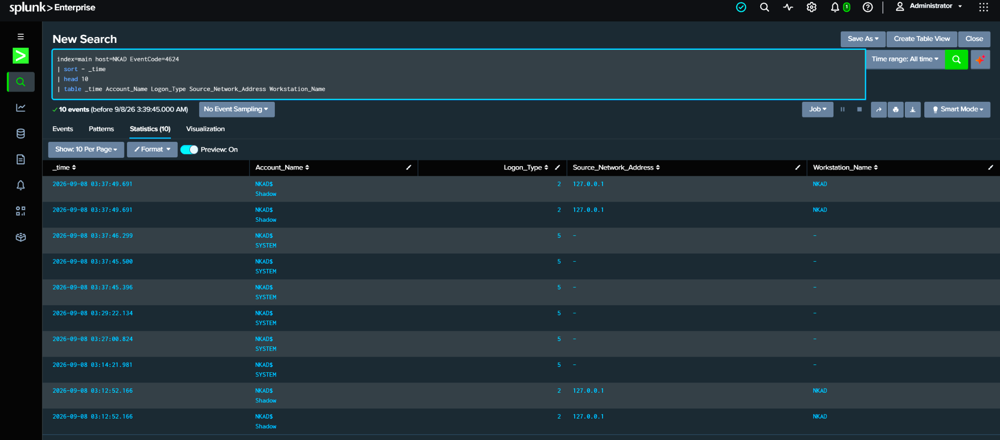 splunk>Enterprise
1
Administrator
New Search
Save As
Create Table View
Close
index=main host=NKAD EventCode=4624
| sort - _time
| head 10
| table _time Account_Name Logon_Type Source_Network_Address Workstation_Name
Time range: All time
10 events (before 9/8/26 3:39:45.000 AM)
No Event Sampling
Job
Smart Mode
Events
Patterns
Statistics (10)
Visualization
Show: 10 Per Page
Format
Preview: On
_time
Account_Name
Logon_Type
Source_Network_Address
Workstation_Name
2026-09-08 03:37:49.691
NKAD$
Shadow
2
127.0.0.1
NKAD
2026-09-08 03:37:49.691
NKAD$
Shadow
2
127.0.0.1
NKAD
2026-09-08 03:37:46.299
NKAD$
SYSTEM
5
-
-
2026-09-08 03:37:45.500
NKAD$
SYSTEM
5
-
-
2026-09-08 03:37:45.396
NKAD$
SYSTEM
5
-
-
2026-09-08 03:29:22.134
NKAD$
SYSTEM
5
-
-
2026-09-08 03:27:00.824
NKAD$
SYSTEM
5
-
-
2026-09-08 03:14:21.981
NKAD$
SYSTEM
5
-
-
2026-09-08 03:12:52.166
NKAD$
Shadow
2
127.0.0.1
NKAD
2026-09-08 03:12:52.166
NKAD$
Shadow
2
127.0.0.1
NKAD